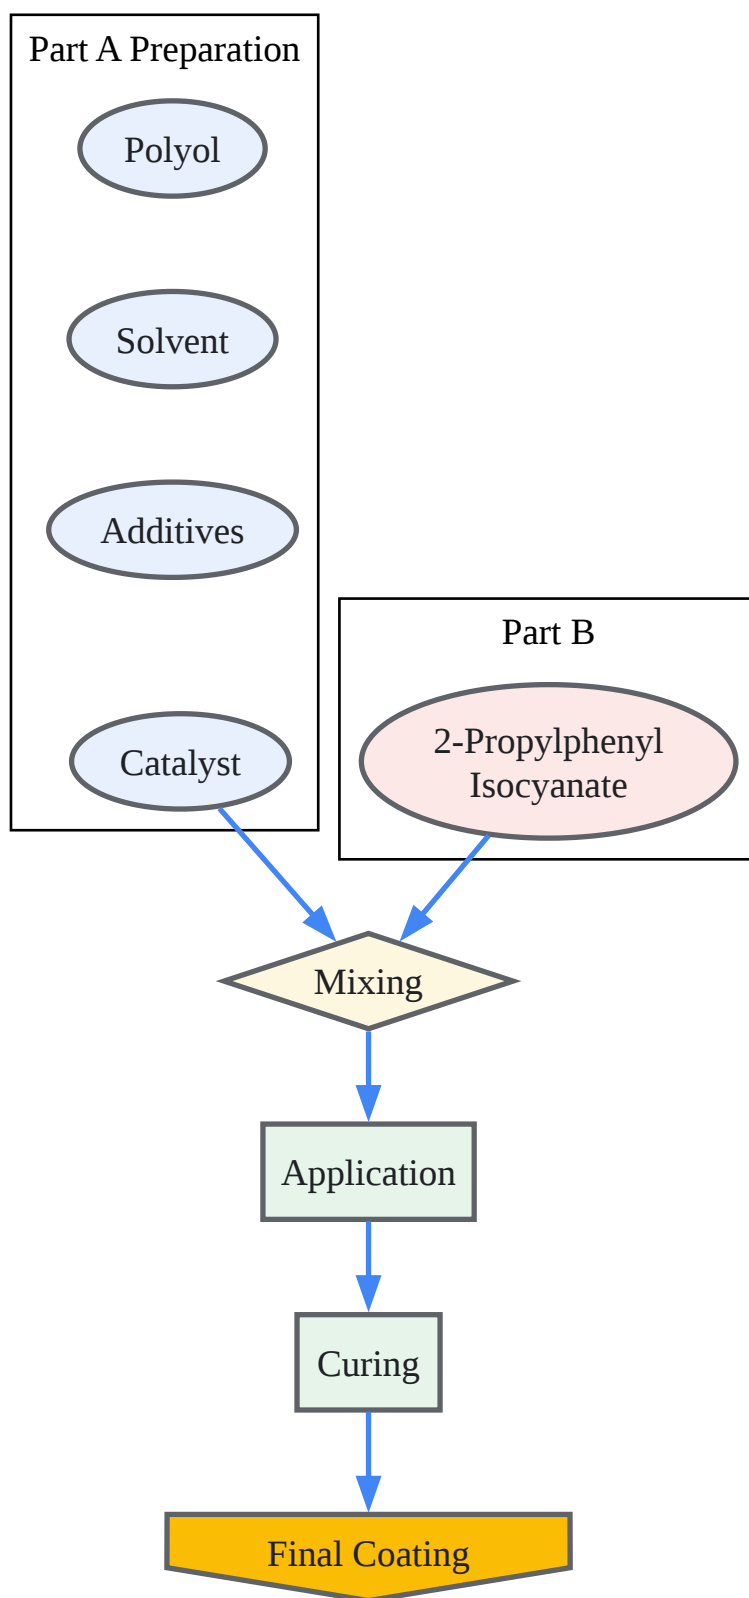 Part A Preparation
Polyol
Solvent
Additives
Catalyst
Part B
2-Propylphenyl
Isocyanate
Mixing
Application
Curing
Final Coating